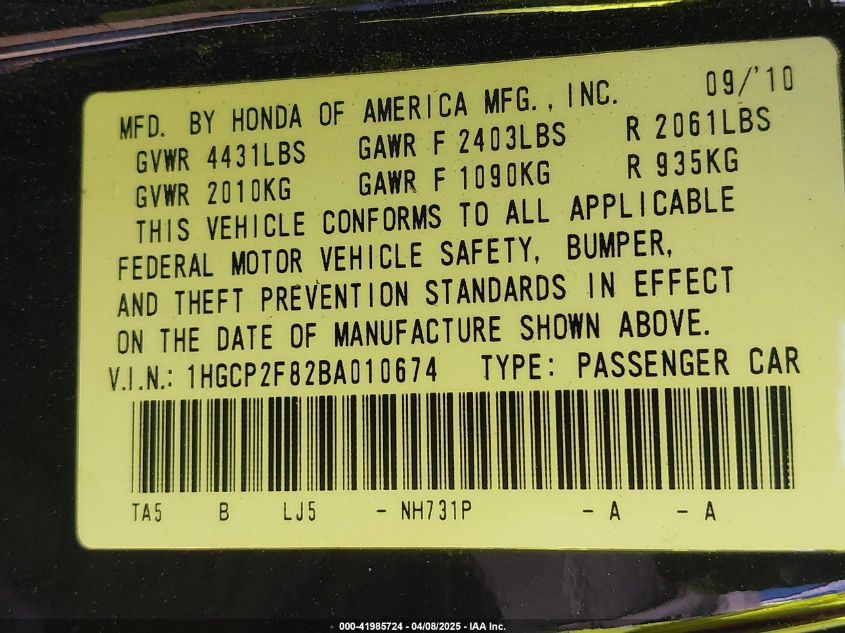 MFD. BY HONDA OF AMERICA MFG., INC. 09/'10
GVWR 4431LBS GAWR F 2403LBS R 2061LBS
GVWR 2010KG GAWR F 1090KG R 935KG
THIS VEHICLE CONFORMS TO ALL APPLICABLE
FEDERAL MOTOR VEHICLE SAFETY, BUMPER,
AND THEFT PREVENTION STANDARDS IN EFFECT
ON THE DATE OF MANUFACTURE SHOWN ABOVE.
V.I.N.: 1HGCP2F82BA010674 TYPE: PASSENGER CAR
TA5 B LJ5 - NH731P - A - A
000-41985724 - 04/08/2025 - IAA Inc.